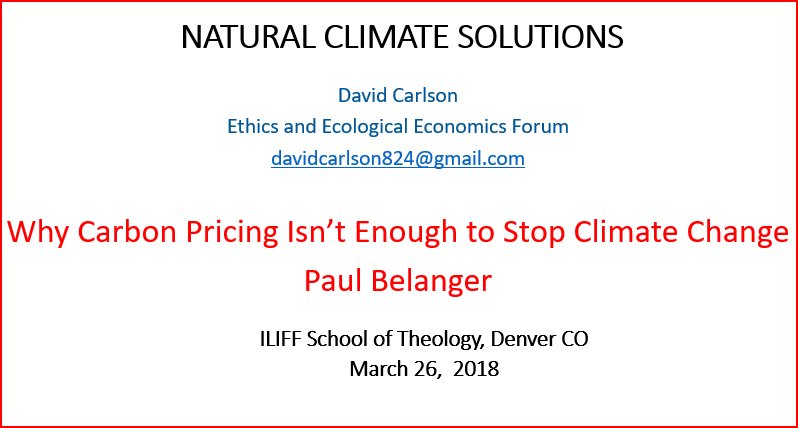 NATURAL CLIMATE SOLUTIONS
David Carlson
Ethics and Ecological Economics Forum
davidcarlson824@gmail.com
Why Carbon Pricing Isn’t Enough to Stop Climate Change
Paul Belanger
ILIFF School of Theology, Denver CO
March 26,  2018